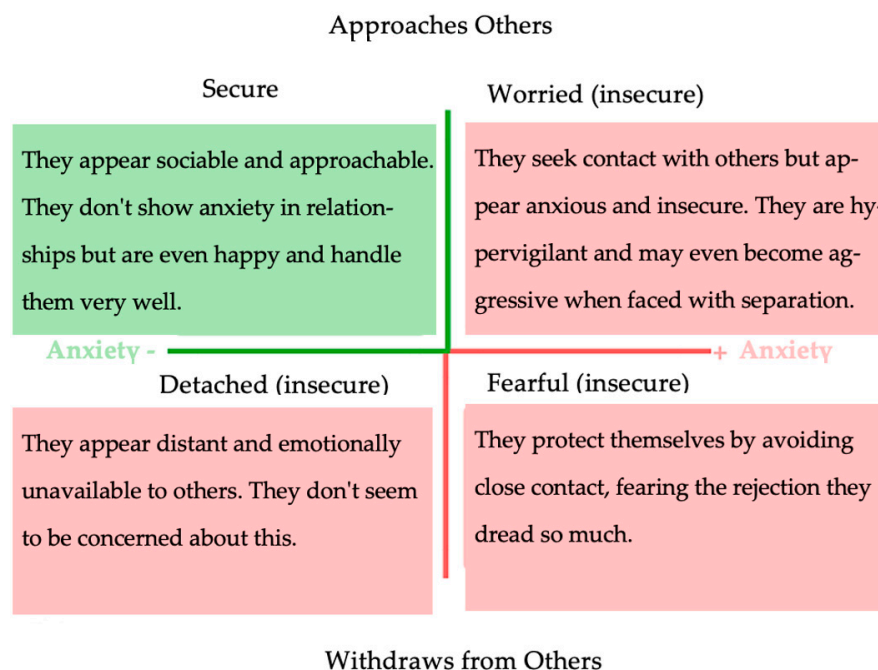 Approaches Others
Secure
Worried (insecure)
They appear sociable and approachable.
They don't show anxiety in relation-
ships but are even happy and handle
them very well.
They seek contact with others but ap-
pear anxious and insecure. They are hy-
pervigilant and may even become ag-
gressive when faced with separation.
Anxiety -
+ Anxiety
Detached (insecure)
Fearful (insecure)
They appear distant and emotionally
unavailable to others. They don't seem
to be concerned about this.
They protect themselves by avoiding
close contact, fearing the rejection they
dread so much.
Withdraws from Others